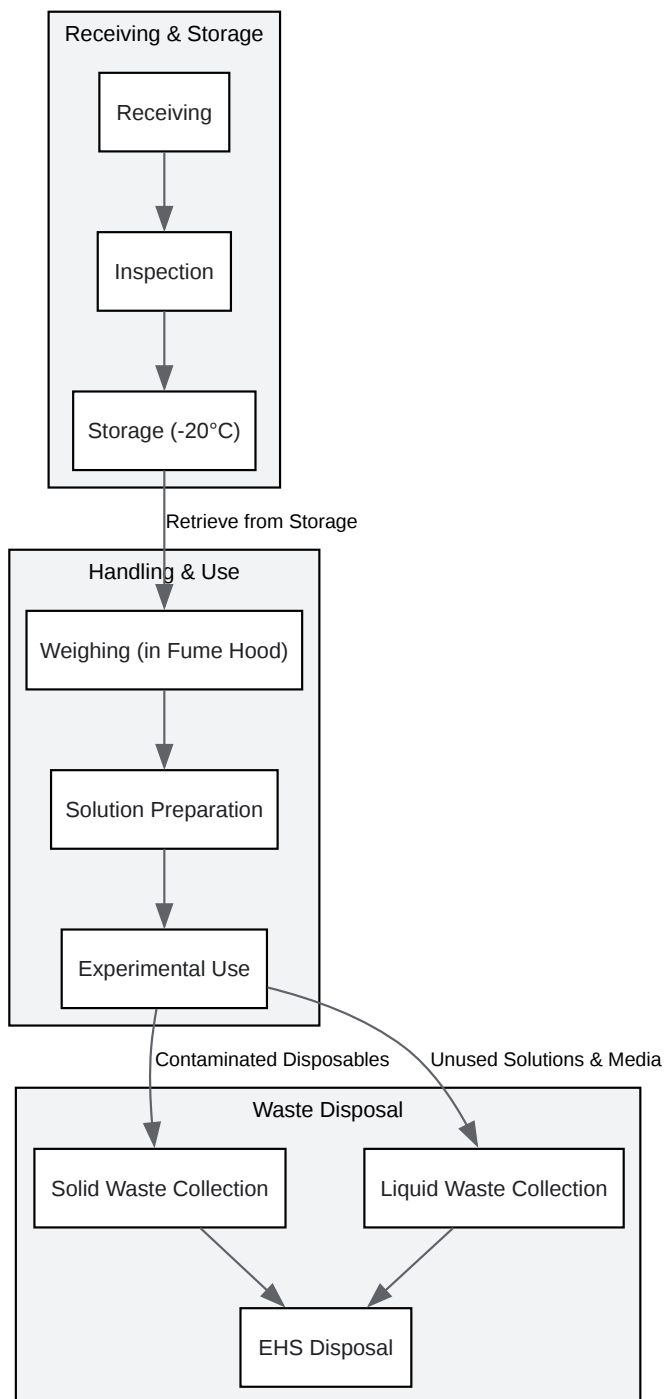 Receiving & Storage
Receiving
Inspection
Storage (-20°C)
Retrieve from Storage
Handling & Use
Weighing (in Fume Hood)
Solution Preparation
Experimental Use
Contaminated Disposables
Unused Solutions & Media
Waste Disposal
Solid Waste Collection
Liquid Waste Collection
EHS Disposal